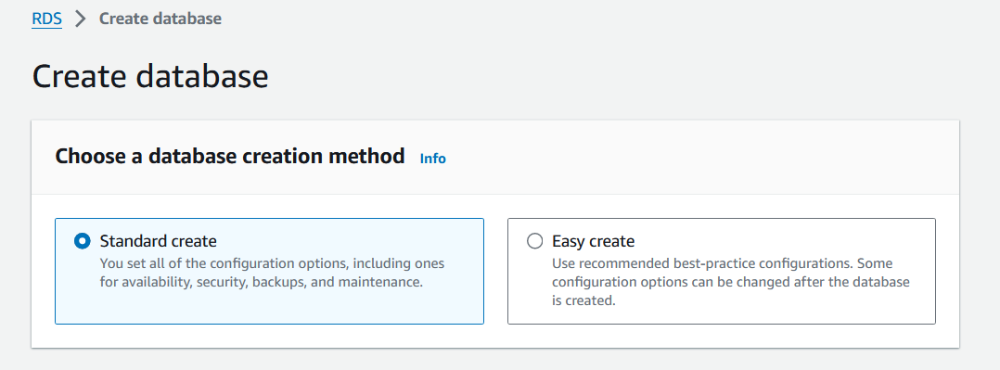 RDS > Create database
Create database
Choose a database creation method Info
Standard create
You set all of the configuration options, including ones
for availability, security, backups, and maintenance.
Easy create
Use recommended best-practice configurations. Some
configuration options can be changed after the database
is created.